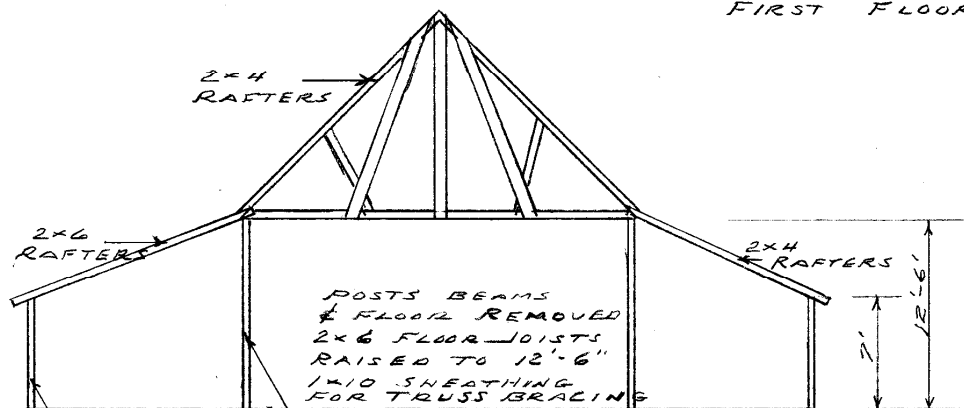 FIRST FLOOR
2×4
RAFTERS
2×6
RAFTERS
2×4
RAFTERS
POSTS BEAMS
& FLOOR REMOVED
2×6 FLOOR JOISTS
RAISED TO 12'-6"
1×10 SHEATHING
FOR TRUSS BRACING
7'
12'-6"